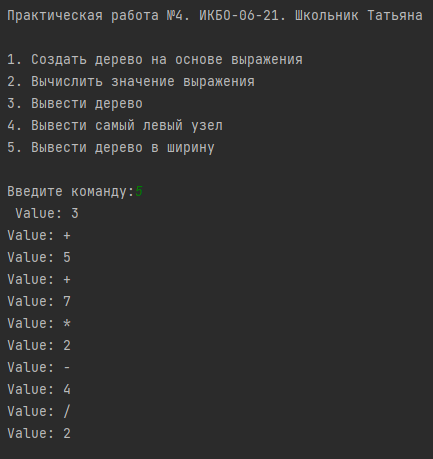 Практическая работа №4. ИКБО-06-21. Школьник Татьяна
1. Создать дерево на основе выражения
2. Вычислить значение выражения
3. Вывести дерево
4. Вывести самый левый узел
5. Вывести дерево в ширину
Введите команду:5
Value: 3
Value: +
Value: 5
Value: +
Value: 7
Value: *
Value: 2
Value: -
Value: 4
Value: /
Value: 2